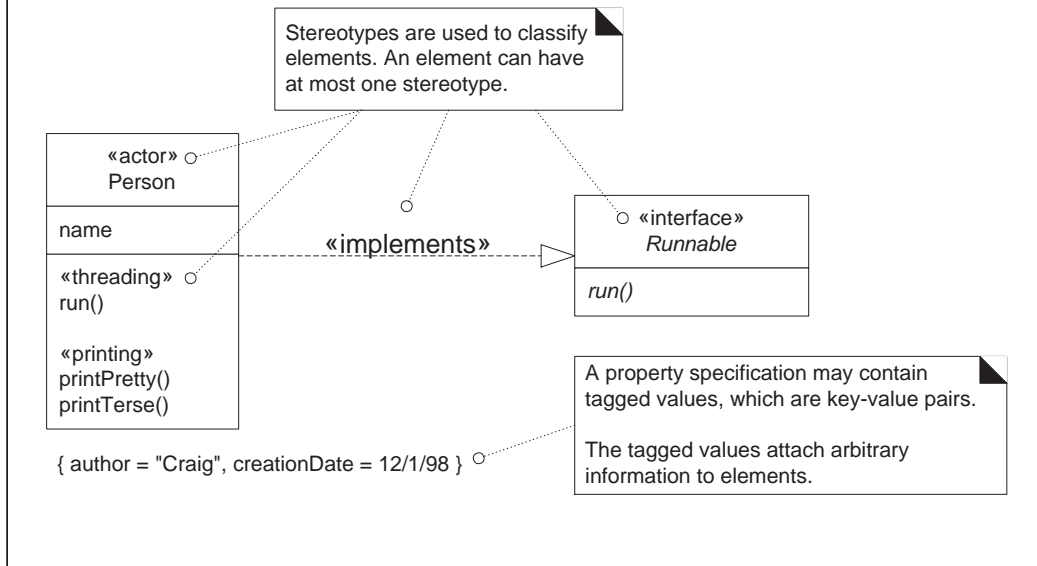 Stereotypes are used to classify
elements. An element can have
at most one stereotype.
«actor»
Person
name
«threading»
run()
«printing»
printPretty()
printTerse()
«implements»
«interface»
Runnable
run()
{ author = "Craig", creationDate = 12/1/98 }
A property specification may contain
tagged values, which are key-value pairs.
The tagged values attach arbitrary
information to elements.